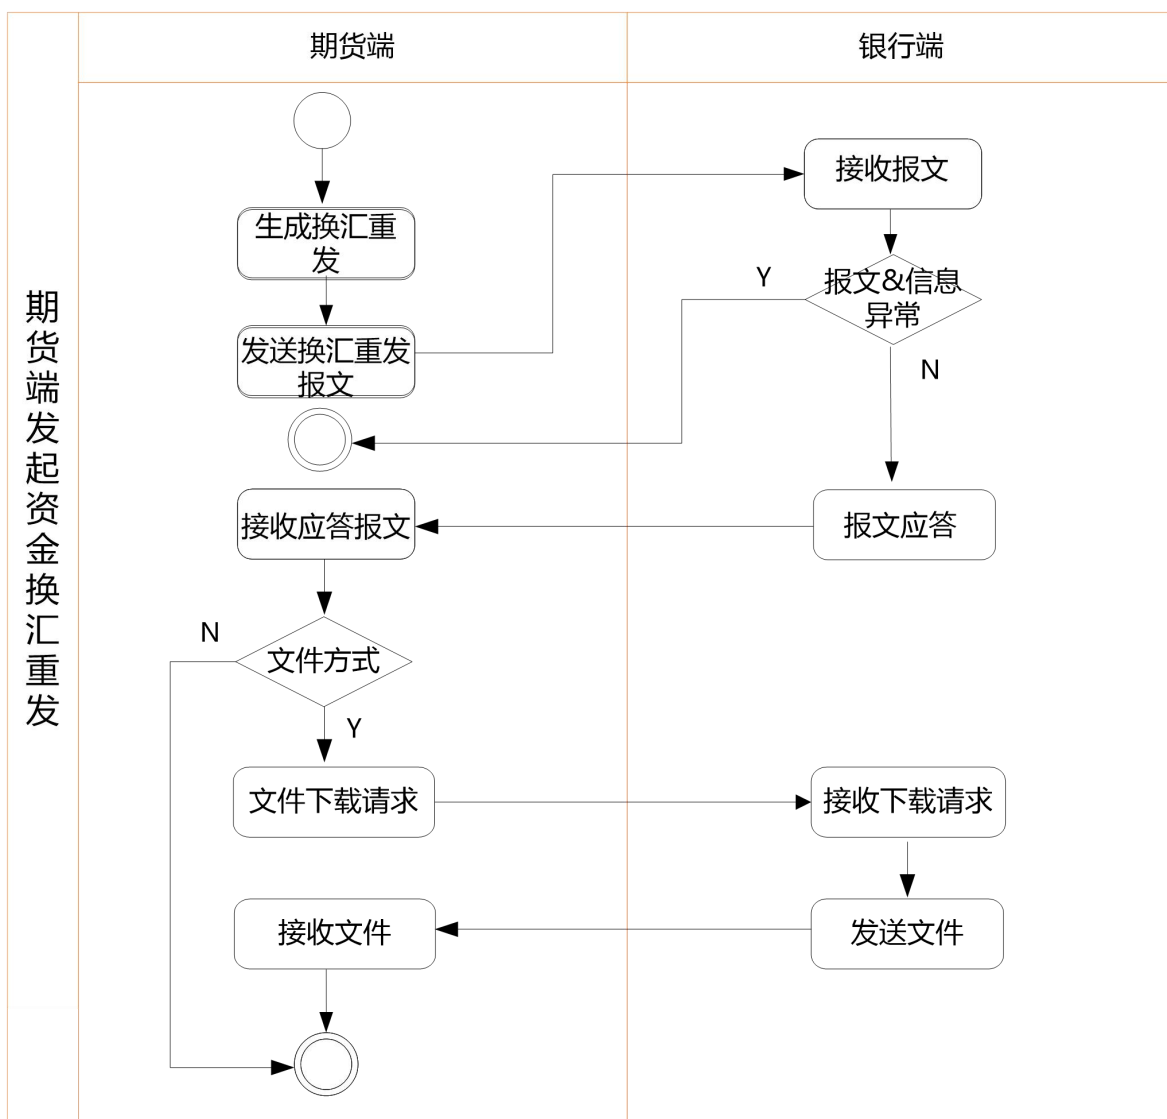 期货端
银行端
期货端发起资金换汇重发
接收报文
生成换汇重
发
Y
报文&信息
异常
发送换汇重发
报文
N
接收应答报文
报文应答
N
文件方式
Y
文件下载请求
接收下载请求
接收文件
发送文件